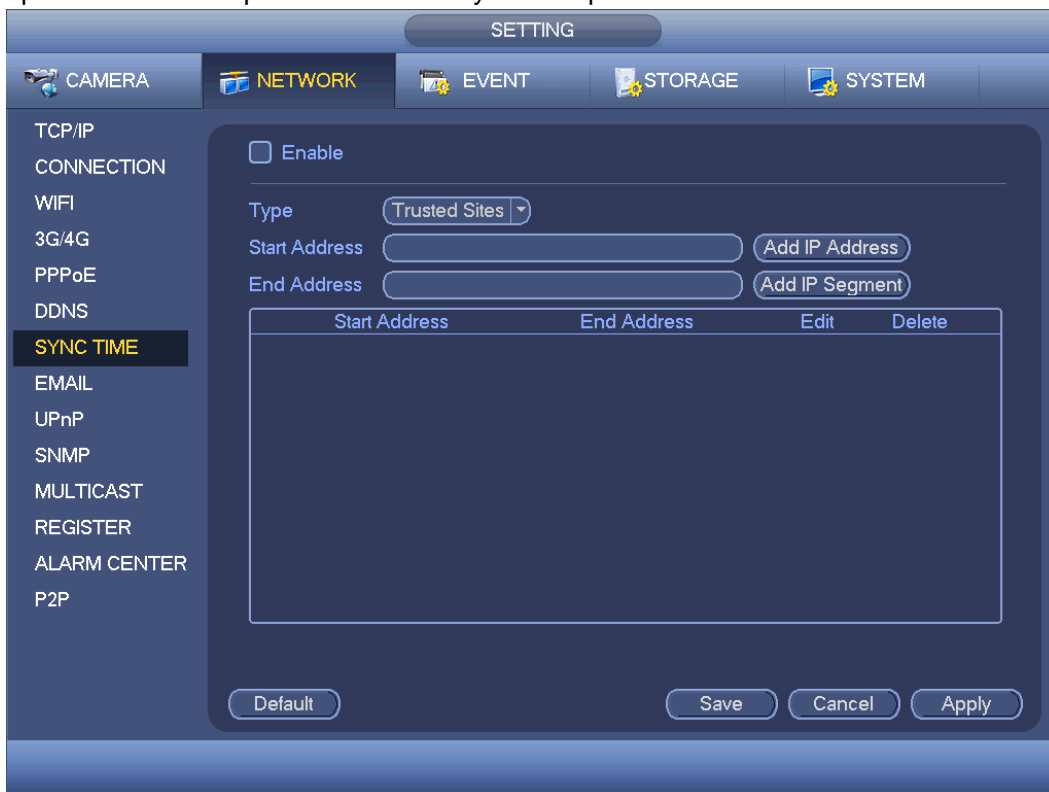 SETTING
CAMERA NETWORK EVENT STORAGE SYSTEM
TCP/IP
CONNECTION
WIFI
3G/4G
PPPoE
DDNS
SYNC TIME
EMAIL
UPnP
SNMP
MULTICAST
REGISTER
ALARM CENTER
P2P
Enable
Type Trusted Sites
Start Address Add IP Address
End Address Add IP Segment
Start Address End Address Edit Delete
Default Save Cancel Apply